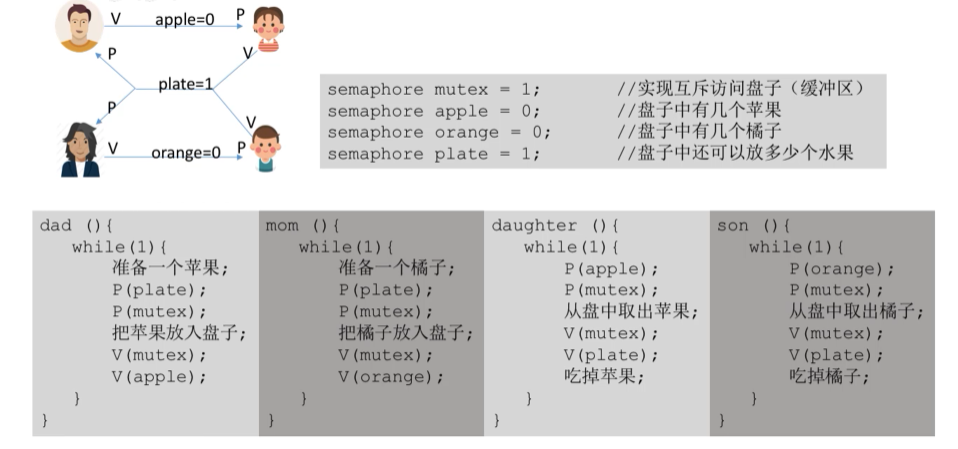 V apple=0 P
P V
plate=1
P V
V orange=0 P
semaphore mutex = 1; //实现互斥访问盘子（缓冲区）
semaphore apple = 0; //盘子中有几个苹果
semaphore orange = 0; //盘子中有几个橘子
semaphore plate = 1; //盘子中还可以放多少个水果
dad (){
while(1){
准备一个苹果;
P(plate);
P(mutex);
把苹果放入盘子;
V(mutex);
V(apple);
}
}
mom (){
while(1){
准备一个橘子;
P(plate);
P(mutex);
把橘子放入盘子;
V(mutex);
V(orange);
}
}
daughter (){
while(1){
P(apple);
P(mutex);
从盘中取出苹果;
V(mutex);
V(plate);
吃掉苹果;
}
}
son (){
while(1){
P(orange);
P(mutex);
从盘中取出橘子;
V(mutex);
V(plate);
吃掉橘子;
}
}